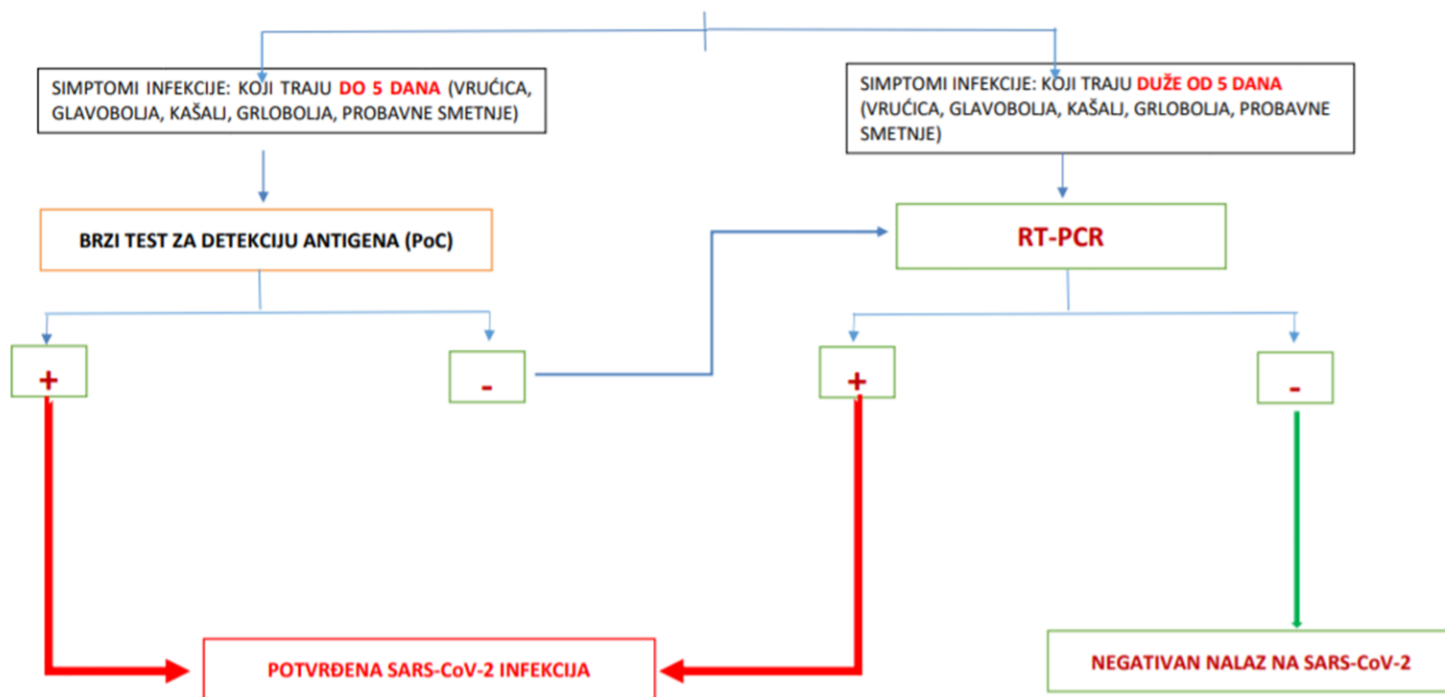 SIMPTOMI INFEKCIJE: KOJI TRAJU DO 5 DANA (VRUĆICA,
GLAVOBOLJA, KAŠALJ, GRLOBOLJA, PROBAVNE SMETNJE)
SIMPTOMI INFEKCIJE: KOJI TRAJU DUŽE OD 5 DANA
(VRUĆICA, GLAVOBOLJA, KAŠALJ, GRLOBOLJA, PROBAVNE
SMETNJE)
BRZI TEST ZA DETEKCIJU ANTIGENA (PoC)
RT-PCR
+
-
+
-
POTVRĐENA SARS-CoV-2 INFEKCIJA
NEGATIVAN NALAZ NA SARS-CoV-2